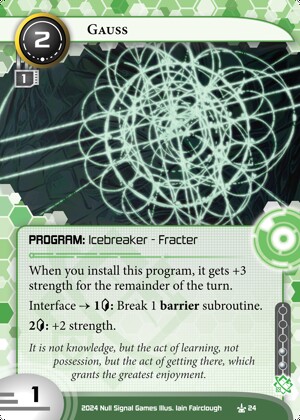 2
Gauss
1
PROGRAM: Icebreaker - Fracter
When you install this program, it gets +3
strength for the remainder of the turn.
Interface → 1: Break 1 barrier subroutine.
2: +2 strength.
It is not knowledge, but the act of learning, not
possession, but the act of getting there, which
grants the greatest enjoyment.
1
2024 Null Signal Games Illus. Iain Fairclough
24